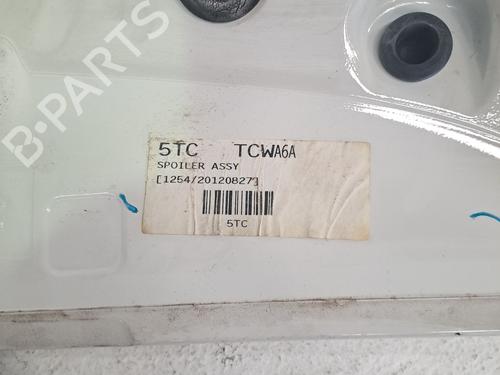 B-PARTS
5TC TCWA6A
SPOILER ASSY
[1254/20120827]
5TC